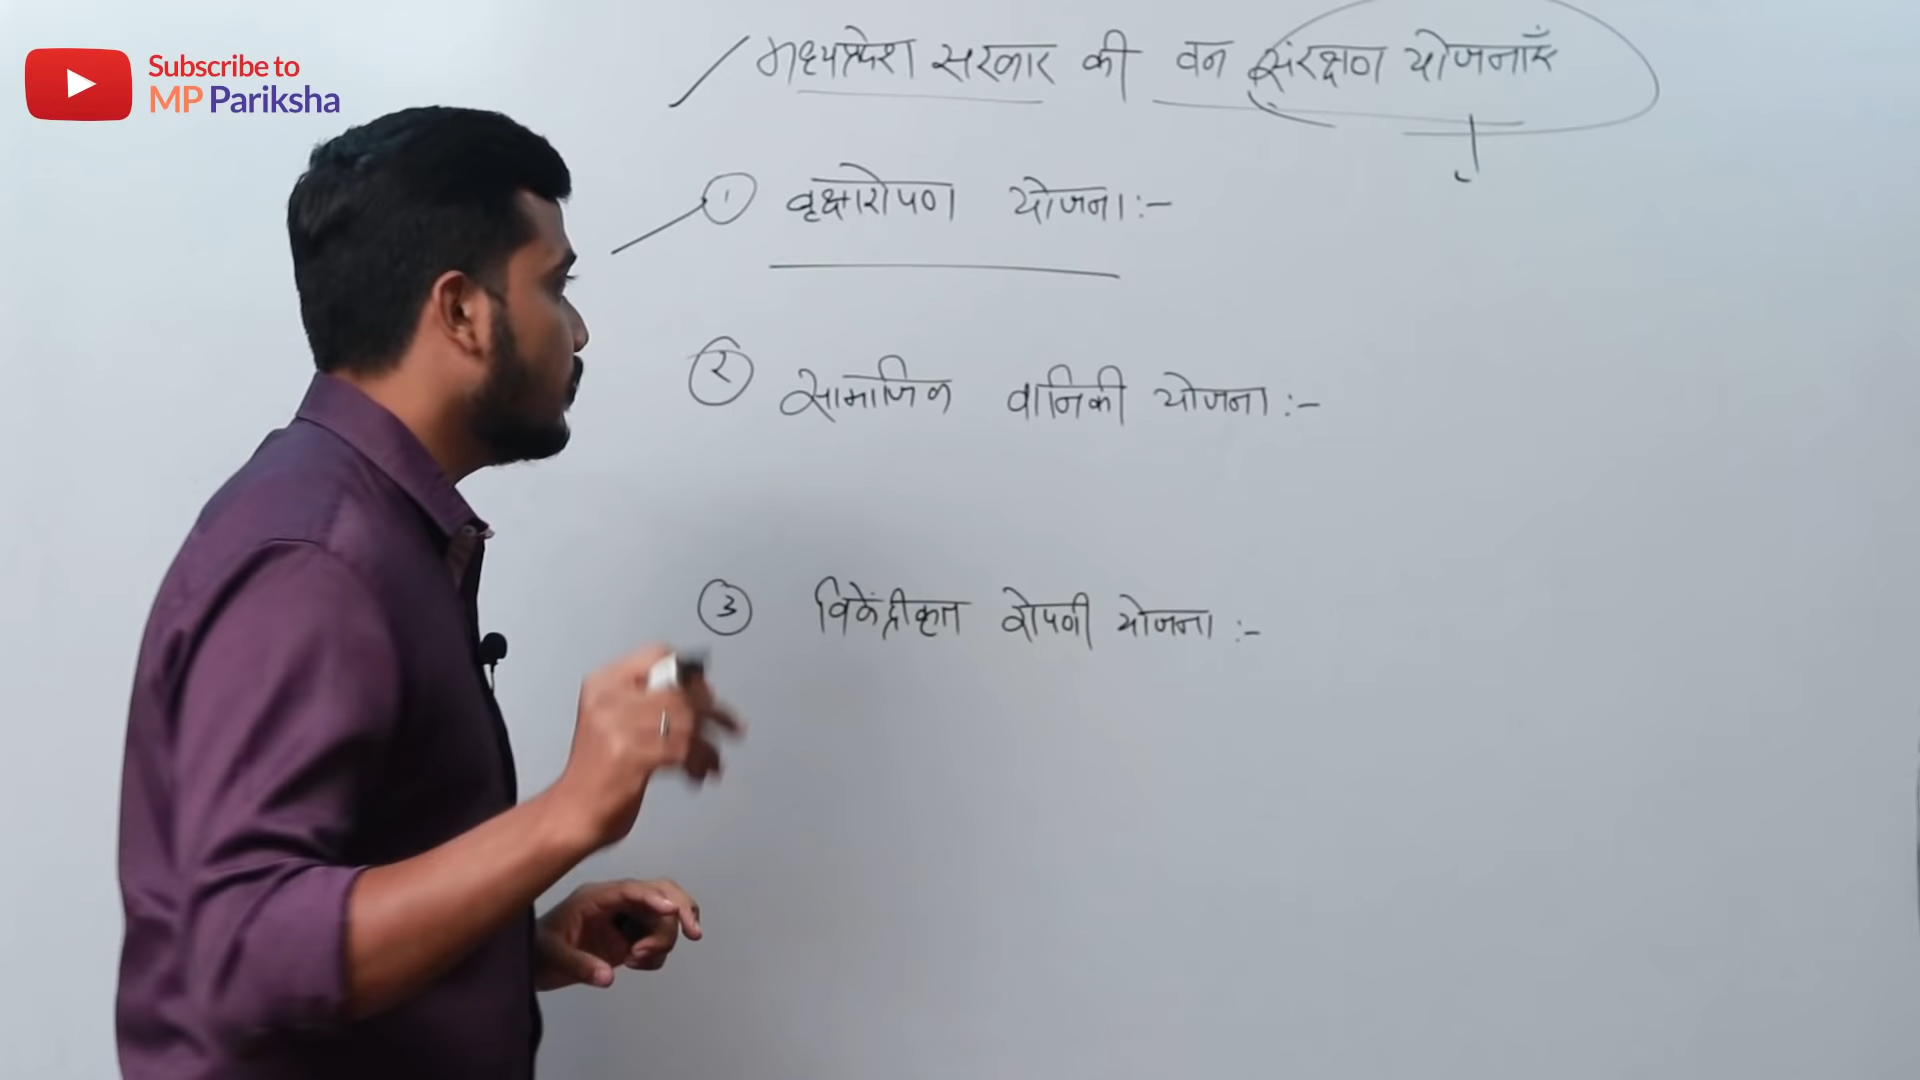 Subscribe to
MP Pariksha
मध्यप्रदेश सरकार की वन संरक्षण योजनाएँ
① वृक्षारोपण योजना :-
② सामाजिक वानिकी योजना :-
③ विकेंद्रीकृत रोपणी योजना :-